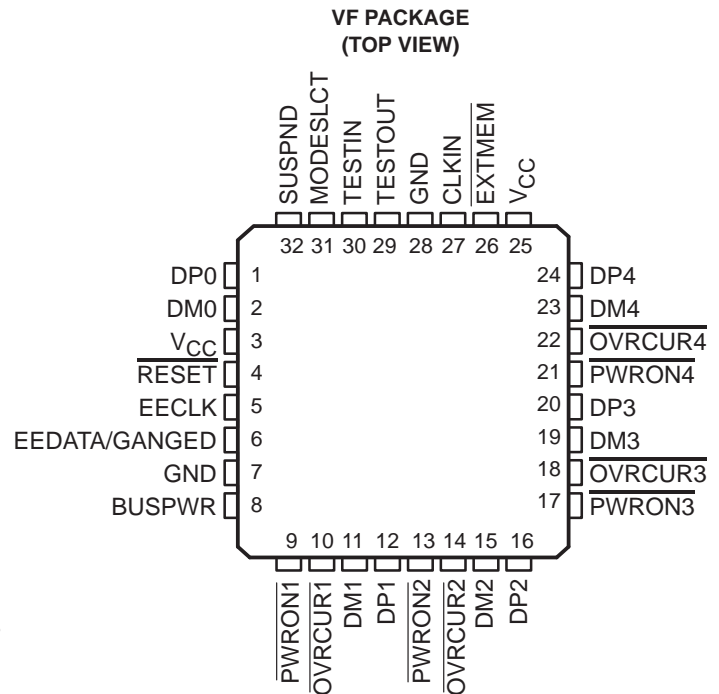 VF PACKAGE
(TOP VIEW)
SUSPND
MODESLCT
TESTIN
TESTOUT
GND
CLKIN
EXTMEM
VCC
32 31 30 29 28 27 26 25
DP0 1
DM0 2
VCC 3
RESET 4
EECLK 5
EEDATA/GANGED 6
GND 7
BUSPWR 8
24 DP4
23 DM4
22 OVRCUR4
21 PWRON4
20 DP3
19 DM3
18 OVRCUR3
17 PWRON3
9 10 11 12 13 14 15 16
PWRON1
OVRCUR1
DM1
DP1
PWRON2
OVRCUR2
DM2
DP2